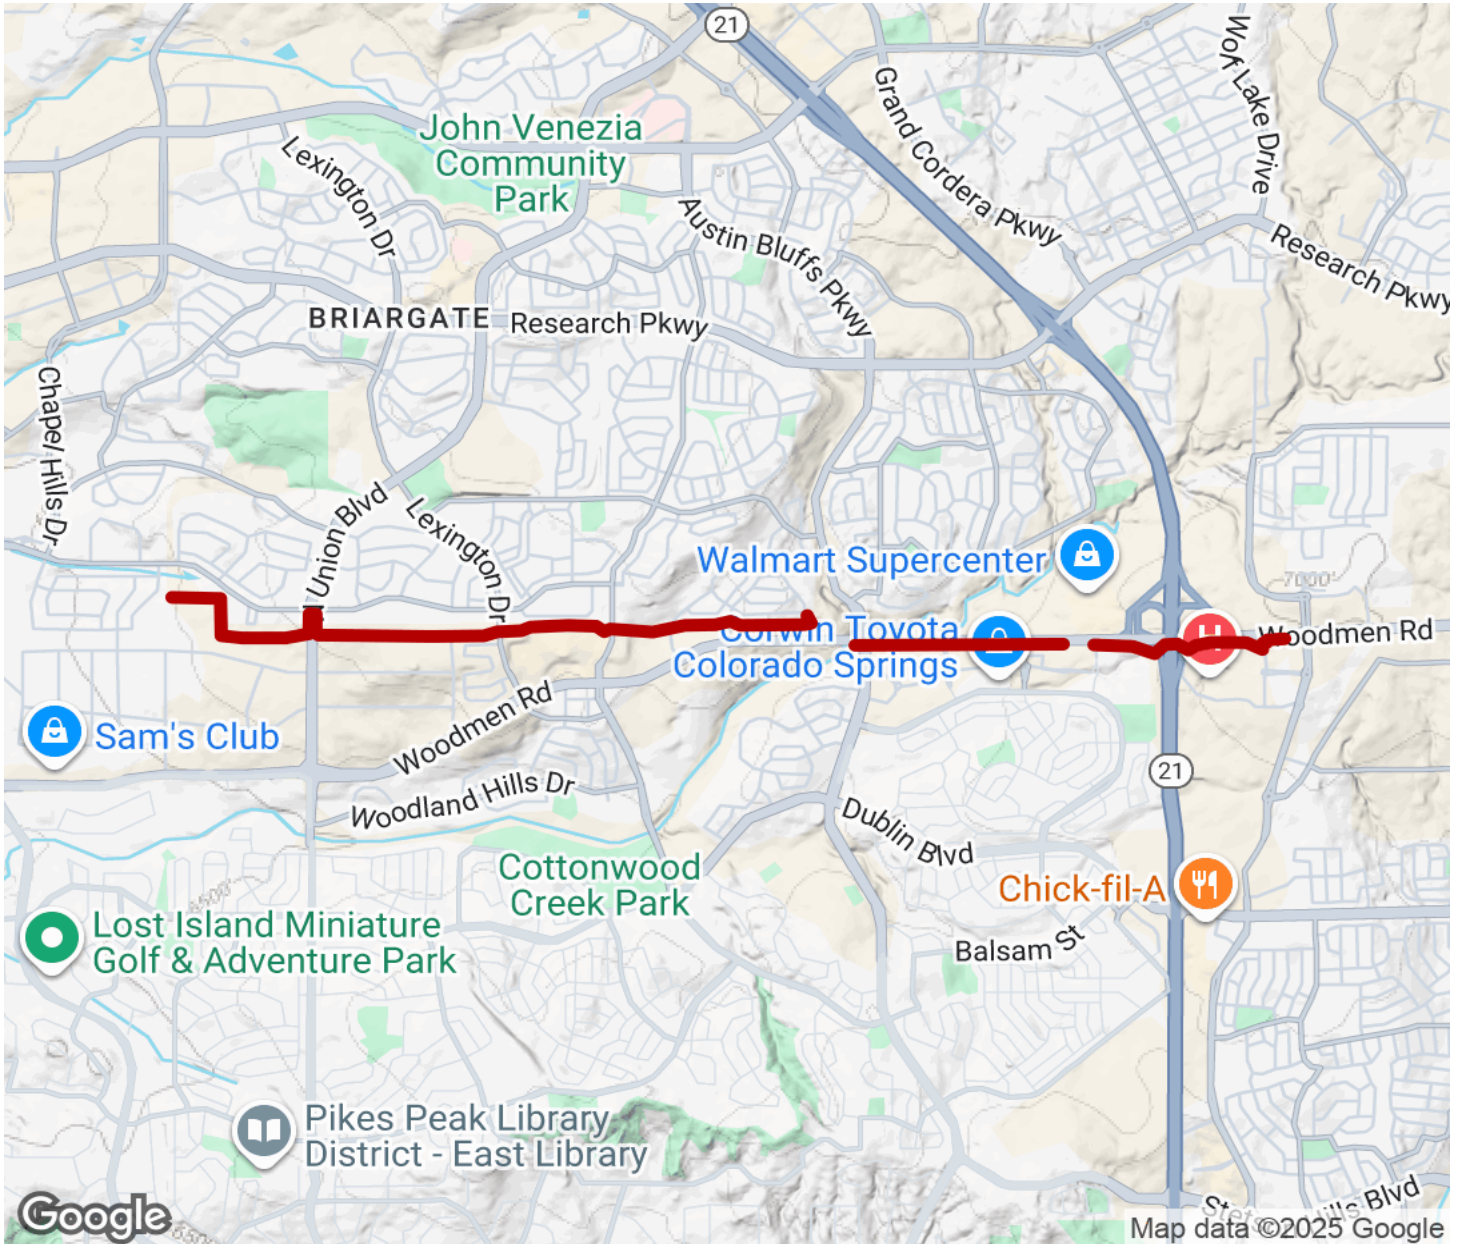 21
Wolf Lake Drive
Grand Cordera Pkwy
John Venezia
Community
Park
Lexington Dr
Austin Bluffs Pkwy
Research Pkwy
BRIARGATE
Research Pkwy
Chapel Hills Dr
Union Blvd
Lexington Dr
Walmart Supercenter
7000'
Corwin Toyota
Colorado Springs
H
Woodmen Rd
Sam's Club
Woodmen Rd
21
Woodland Hills Dr
Dublin Blvd
Cottonwood
Creek Park
Chick-fil-A
6500'
Lost Island Miniature
Golf & Adventure Park
Balsam St
Pikes Peak Library
District - East Library
Google
Map data ©2025 Google